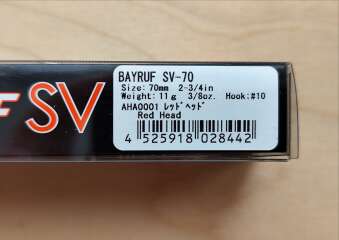 BAYRUF SV-70
Size:70mm 2-3/4in
Weight:11g 3/8oz. Hook:#10
AHA0001 ﾚｯﾄﾞﾍｯﾄﾞ
Red Head
4 525918 028442
SV